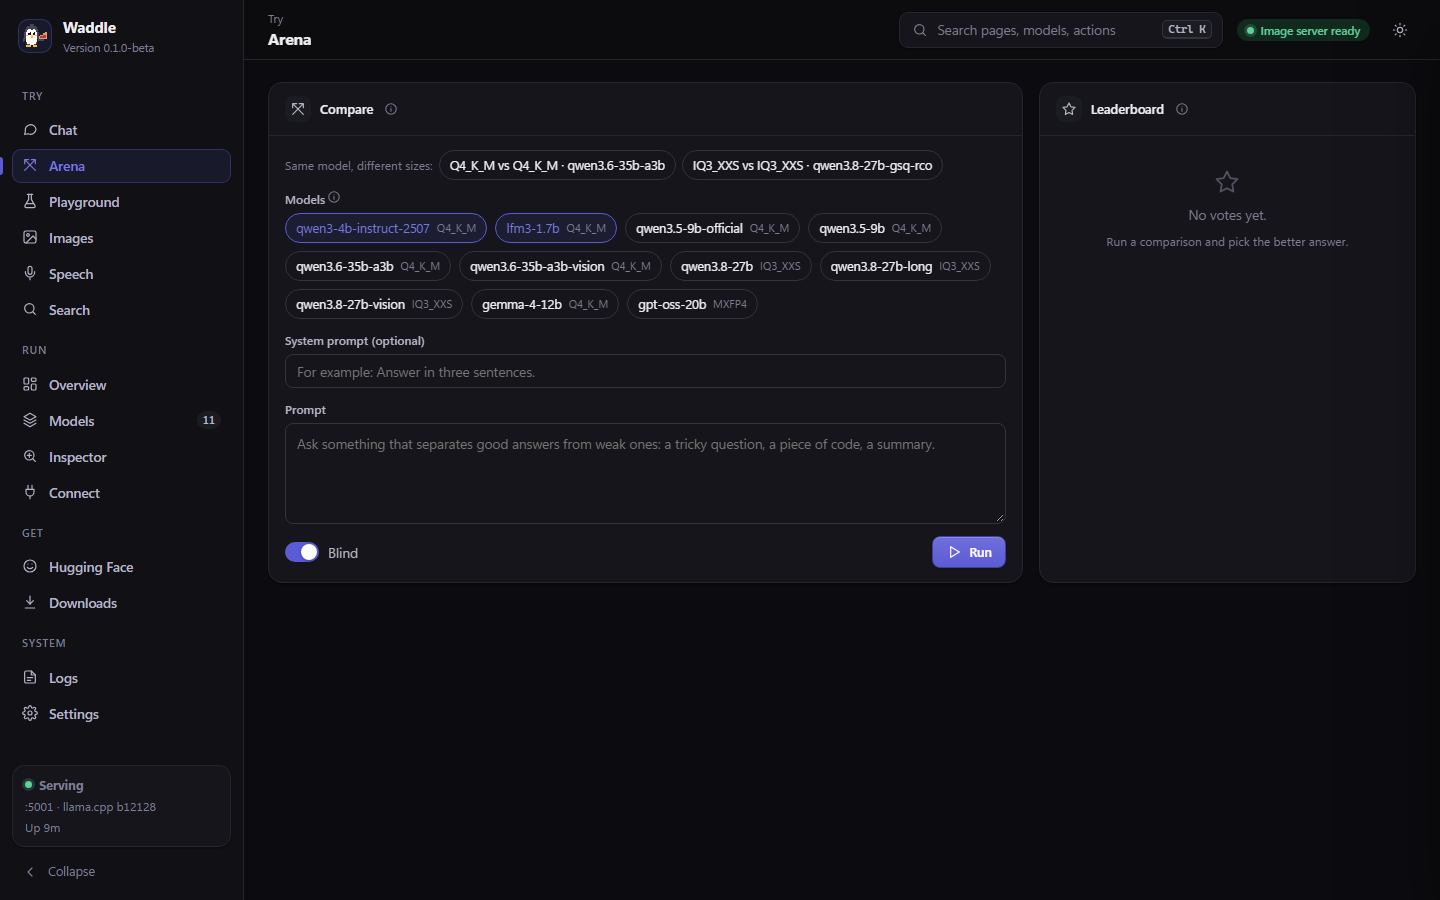 Waddle
Version 0.1.0-beta
TRY
Chat
Arena
Playground
Images
Speech
Search
RUN
Overview
Models 11
Inspector
Connect
GET
Hugging Face
Downloads
SYSTEM
Logs
Settings
Serving
:5001 · llama.cpp b12128
Up 9m
Collapse
Try
Arena
Search pages, models, actions Ctrl K
Image server ready
Compare
Same model, different sizes: Q4_K_M vs Q4_K_M · qwen3.6-35b-a3b IQ3_XXS vs IQ3_XXS · qwen3.8-27b-gsq-rco
Models
qwen3-4b-instruct-2507 Q4_K_M lfm3-1.7b Q4_K_M qwen3.5-9b-official Q4_K_M qwen3.5-9b Q4_K_M
qwen3.6-35b-a3b Q4_K_M qwen3.6-35b-a3b-vision Q4_K_M qwen3.8-27b IQ3_XXS qwen3.8-27b-long IQ3_XXS
qwen3.8-27b-vision IQ3_XXS gemma-4-12b Q4_K_M gpt-oss-20b MXFP4
System prompt (optional)
For example: Answer in three sentences.
Prompt
Ask something that separates good answers from weak ones: a tricky question, a piece of code, a summary.
Blind
Run
Leaderboard
No votes yet.
Run a comparison and pick the better answer.